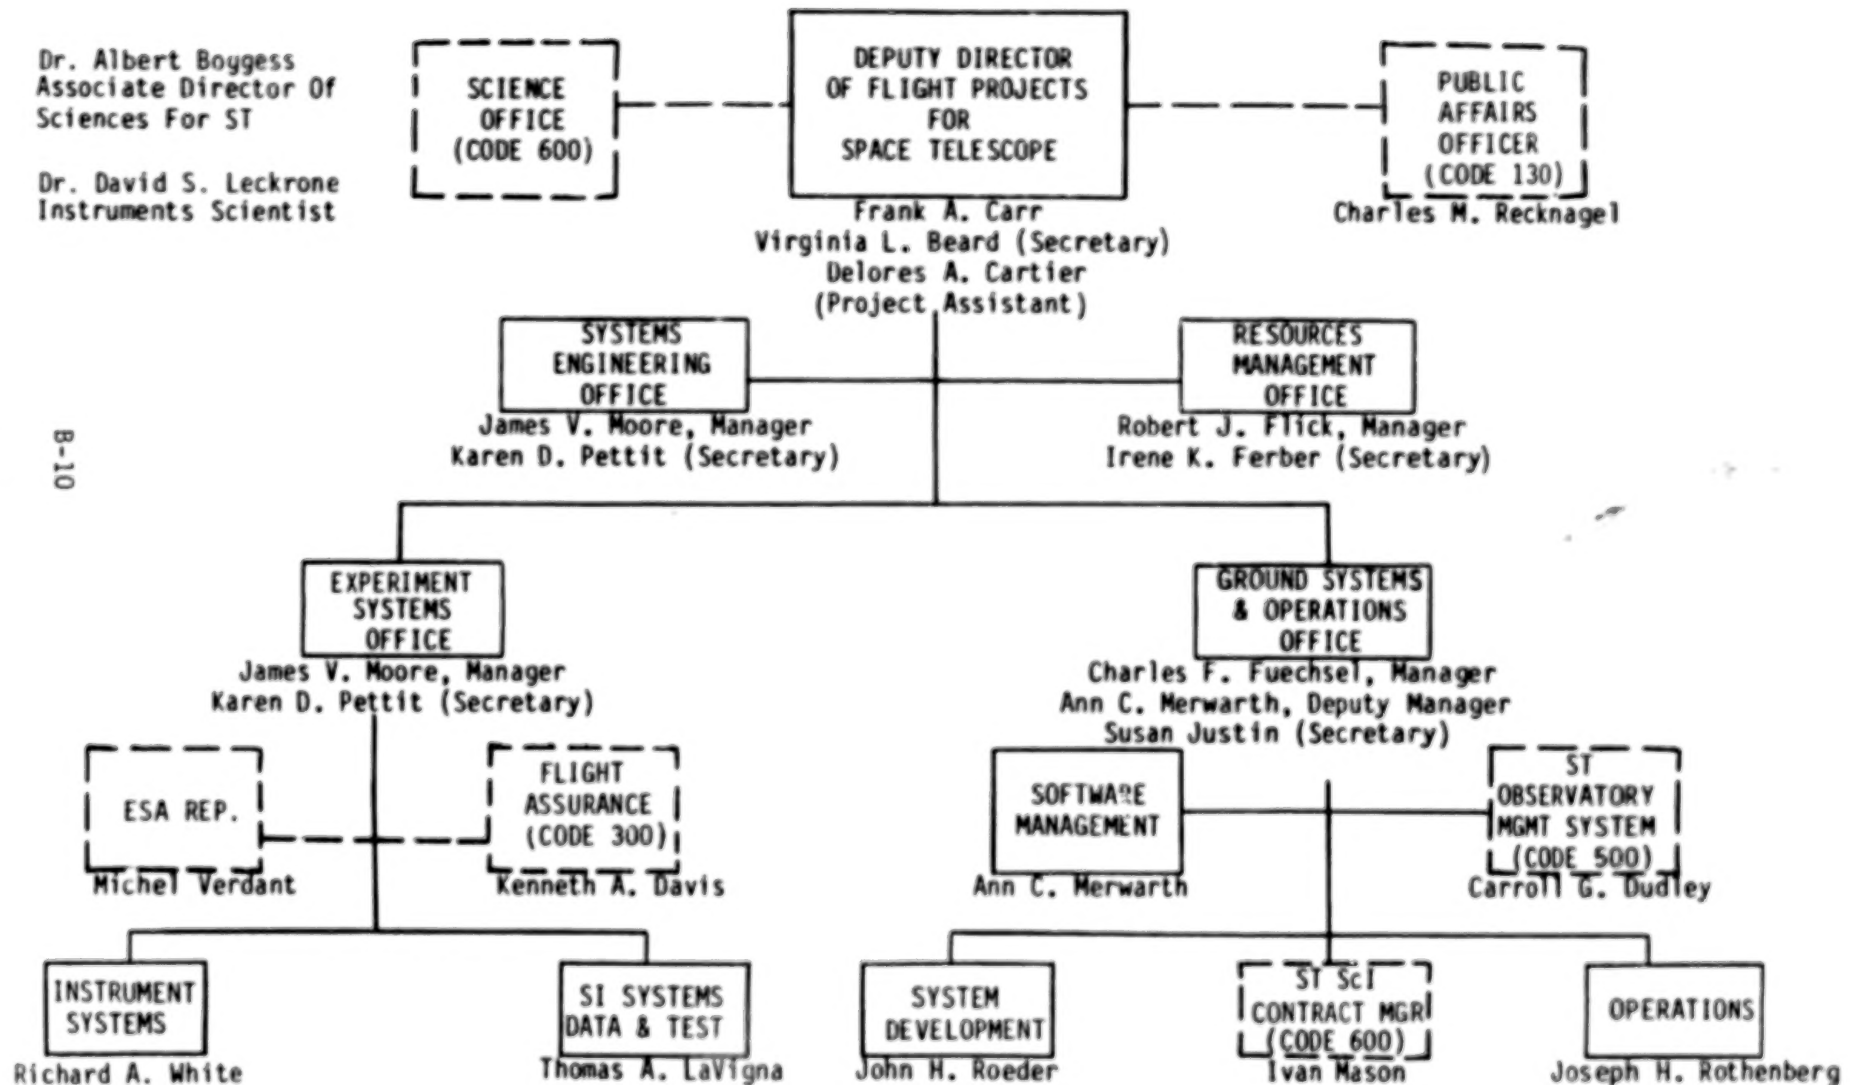 Dr. Albert Boygess
Associate Director Of
Sciences For ST
Dr. David S. Leckrone
Instruments Scientist
SCIENCE
OFFICE
(CODE 600)
DEPUTY DIRECTOR
OF FLIGHT PROJECTS
FOR
SPACE TELESCOPE
Frank A. Carr
Virginia L. Beard (Secretary)
Delores A. Cartier
(Project Assistant)
PUBLIC
AFFAIRS
OFFICER
(CODE 130)
Charles M. Recknagel
SYSTEMS
ENGINEERING
OFFICE
James V. Moore, Manager
Karen D. Pettit (Secretary)
RESOURCES
MANAGEMENT
OFFICE
Robert J. Flick, Manager
Irene K. Ferber (Secretary)
B-10
EXPERIMENT
SYSTEMS
OFFICE
James V. Moore, Manager
Karen D. Pettit (Secretary)
GROUND SYSTEMS
& OPERATIONS
OFFICE
Charles F. Fuechsel, Manager
Ann C. Merwarth, Deputy Manager
Susan Justin (Secretary)
ESA REP.
Michel Verdant
FLIGHT
ASSURANCE
(CODE 300)
Kenneth A. Davis
SOFTWARE
MANAGEMENT
Ann C. Merwarth
ST
OBSERVATORY
MGMT SYSTEM
(CODE 500)
Carroll G. Dudley
INSTRUMENT
SYSTEMS
Richard A. White
SI SYSTEMS
DATA & TEST
Thomas A. LaVigna
SYSTEM
DEVELOPMENT
John H. Roeder
ST ScI
CONTRACT MGR
(CODE 600)
Ivan Mason
OPERATIONS
Joseph H. Rothenberg